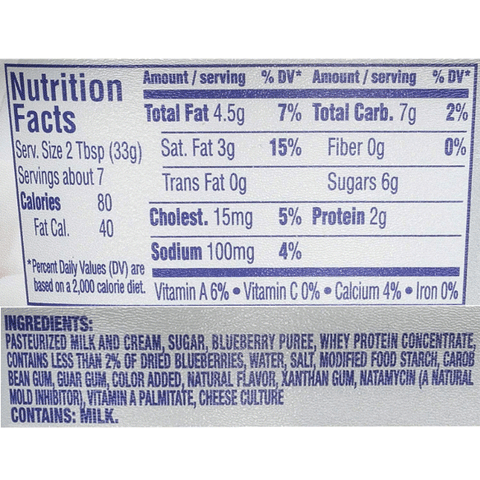 Nutrition Facts
Serv. Size 2 Tbsp (33g)
Servings about 7
Calories 80
Fat Cal. 40
*Percent Daily Values (DV) are
based on a 2,000 calorie diet.
Amount / serving % DV* Amount / serving % DV*
Total Fat 4.5g 7% Total Carb. 7g 2%
Sat. Fat 3g 15% Fiber 0g 0%
Trans Fat 0g Sugars 6g
Cholest. 15mg 5% Protein 2g
Sodium 100mg 4%
Vitamin A 6% • Vitamin C 0% • Calcium 4% • Iron 0%
INGREDIENTS:
PASTEURIZED MILK AND CREAM, SUGAR, BLUEBERRY PUREE, WHEY PROTEIN CONCENTRATE,
CONTAINS LESS THAN 2% OF DRIED BLUEBERRIES, WATER, SALT, MODIFIED FOOD STARCH, CAROB
BEAN GUM, GUAR GUM, COLOR ADDED, NATURAL FLAVOR, XANTHAN GUM, NATAMYCIN (A NATURAL
MOLD INHIBITOR), VITAMIN A PALMITATE, CHEESE CULTURE
CONTAINS: MILK.